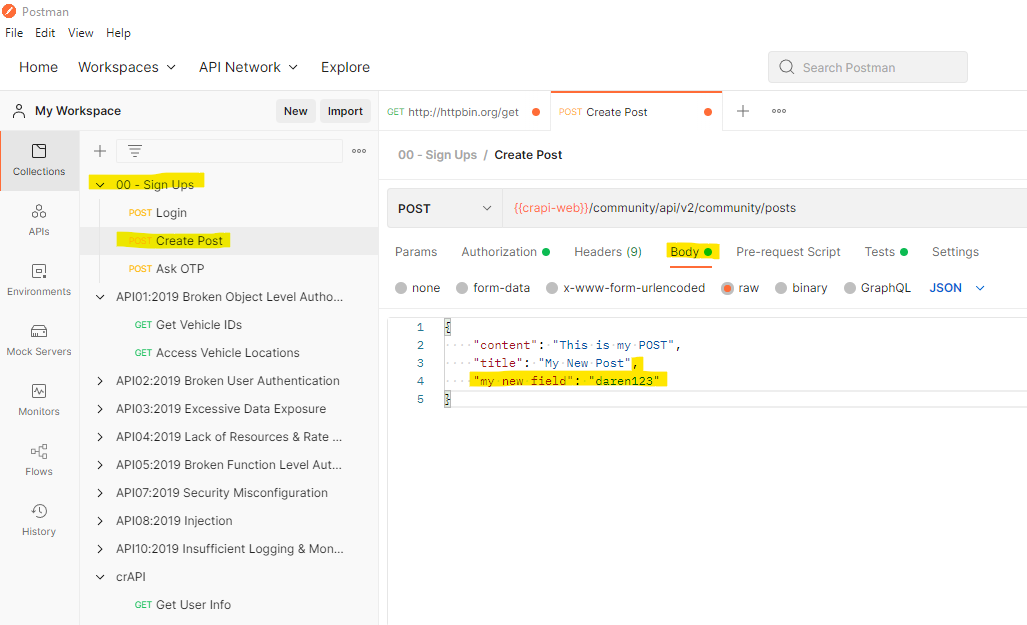 Postman
File Edit View Help
Home Workspaces API Network Explore
Search Postman
My Workspace
New Import
GET http://httpbin.org/get
POST Create Post
Collections
APIs
Environments
Mock Servers
Monitors
Flows
History
00 - Sign Ups
POST Login
POST Create Post
POST Ask OTP
API01:2019 Broken Object Level Autho...
GET Get Vehicle IDs
GET Access Vehicle Locations
API02:2019 Broken User Authentication
API03:2019 Excessive Data Exposure
API04:2019 Lack of Resources & Rate ...
API05:2019 Broken Function Level Aut...
API07:2019 Security Misconfiguration
API08:2019 Injection
API10:2019 Insufficient Logging & Mon...
crAPI
GET Get User Info
00 - Sign Ups / Create Post
POST {{crapi-web}}/community/api/v2/community/posts
Params Authorization Headers (9) Body Pre-request Script Tests Settings
none form-data x-www-form-urlencoded raw binary GraphQL JSON
1 {
2 "content": "This is my POST",
3 "title": "My New Post",
4 "my new field": "daren123"
5 }